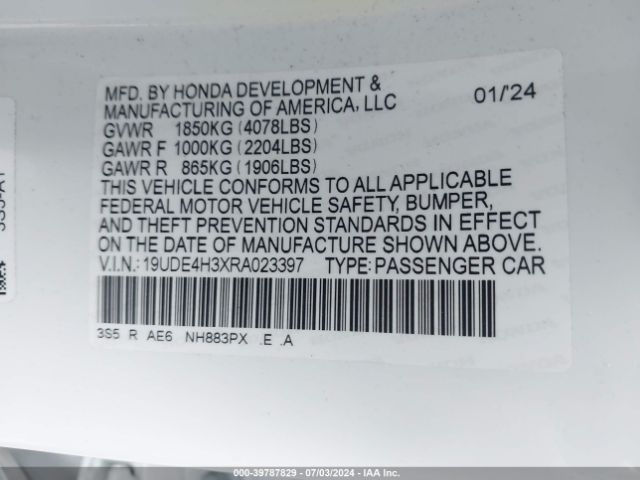 MFD. BY HONDA DEVELOPMENT &
MANUFACTURING OF AMERICA, LLC 01/'24
GVWR 1850KG (4078LBS)
GAWR F 1000KG (2204LBS)
GAWR R 865KG (1906LBS)
THIS VEHICLE CONFORMS TO ALL APPLICABLE
FEDERAL MOTOR VEHICLE SAFETY, BUMPER,
AND THEFT PREVENTION STANDARDS IN EFFECT
ON THE DATE OF MANUFACTURE SHOWN ABOVE.
V.I.N.: 19UDE4H3XRA023397 TYPE: PASSENGER CAR
3S5 R AE6 NH883PX .E .A
000-39787829 - 07/03/2024 - IAAI.COM